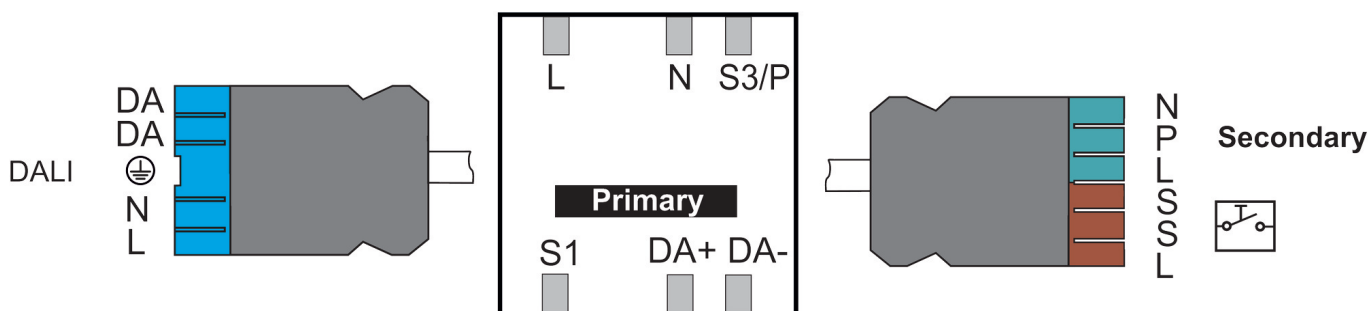 DALI
DA
DA
N
L
L N S3/P
Primary
S1 DA+ DA-
N
P
L
S
S
L
Secondary